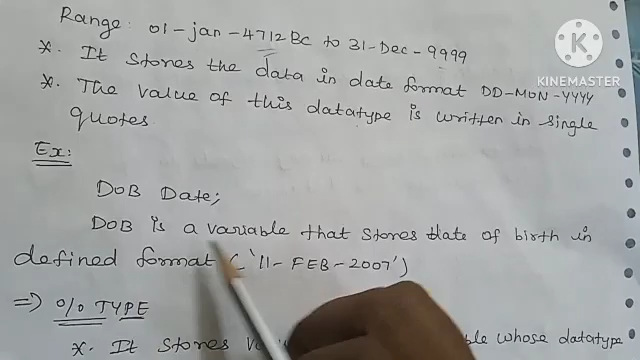 Range: 01-jan-4712BC to 31-Dec-9999
*. It stores the data in date format DD-MON-YYYY
*. The value of this datatype is written in single
quotes.
Ex:
DOB Date;
DOB is a variable that stores date of birth in
defined format ('11-FEB-2007')
=> % TYPE
*. It stores whose datatype
KINEMASTER